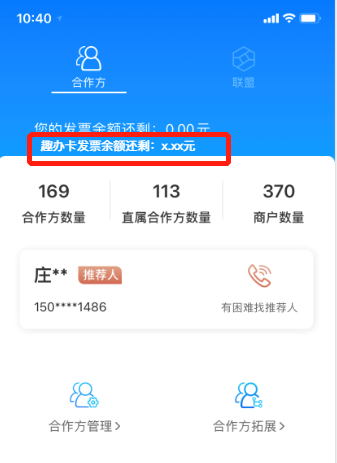 10:40
合作方 联盟
您的发票余额还剩：0.00元
趣办卡发票余额还剩：x.xx元
169 113 370
合作方数量 直属合作方数量 商户数量
庄** 推荐人
150****1486 有困难找推荐人
合作方管理> 合作方拓展>